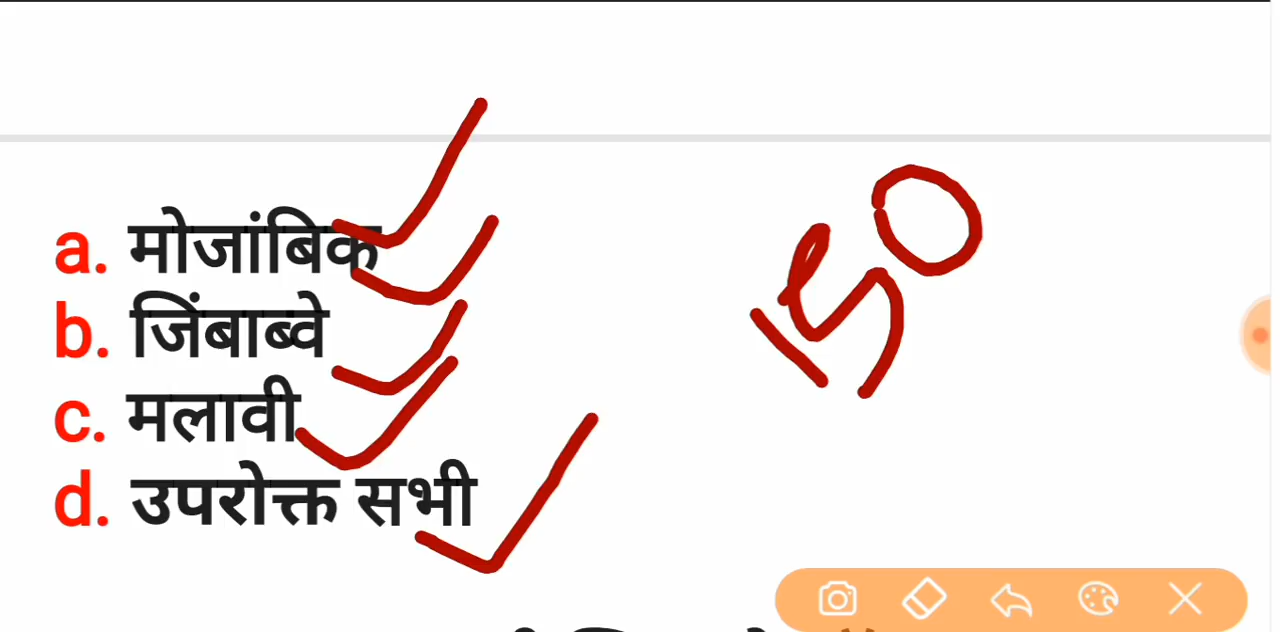 a. मोजांबिक
b. जिंबाब्वे
c. मलावी
d. उपरोक्त सभी
150